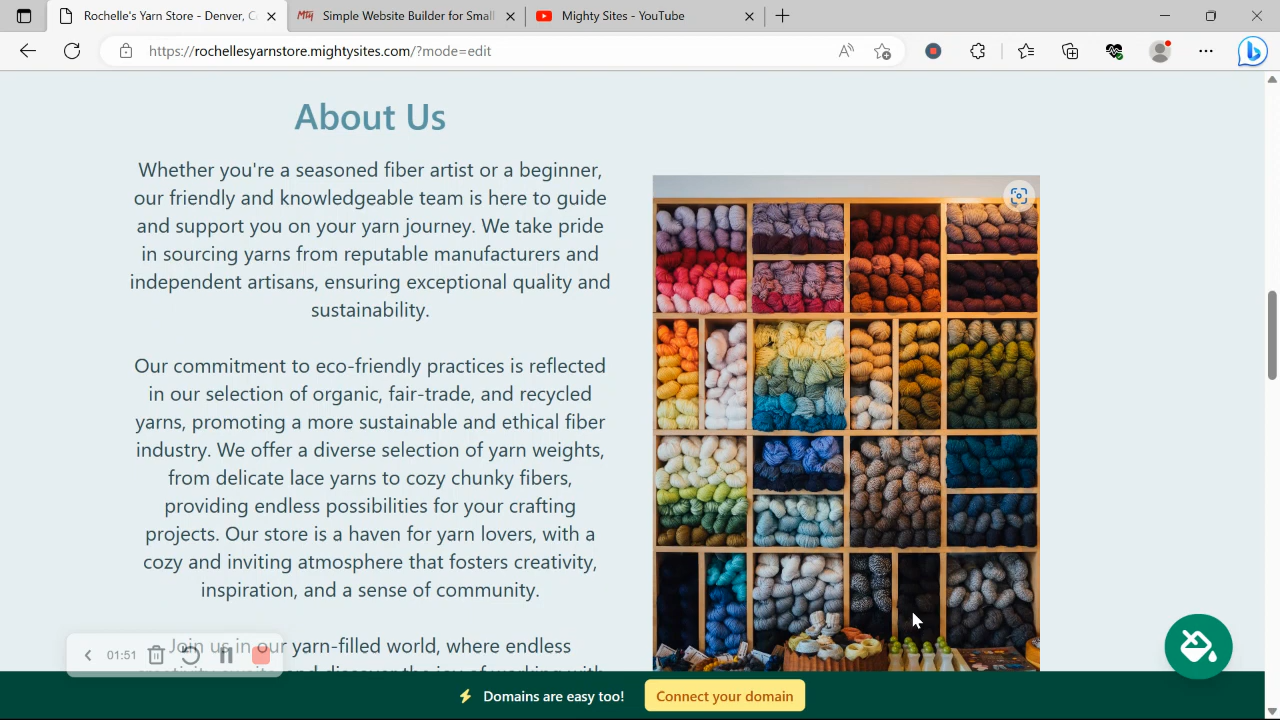 Rochelle's Yarn Store - Denver, C
Simple Website Builder for Small
Mighty Sites - YouTube
https://rochellesyarnstore.mightysites.com/?mode=edit
About Us
Whether you're a seasoned fiber artist or a beginner,
our friendly and knowledgeable team is here to guide
and support you on your yarn journey. We take pride
in sourcing yarns from reputable manufacturers and
independent artisans, ensuring exceptional quality and
sustainability.
Our commitment to eco-friendly practices is reflected
in our selection of organic, fair-trade, and recycled
yarns, promoting a more sustainable and ethical fiber
industry. We offer a diverse selection of yarn weights,
from delicate lace yarns to cozy chunky fibers,
providing endless possibilities for your crafting
projects. Our store is a haven for yarn lovers, with a
cozy and inviting atmosphere that fosters creativity,
inspiration, and a sense of community.
Join us in our yarn-filled world, where endless
discover the joy of working with
01:51
Domains are easy too!
Connect your domain